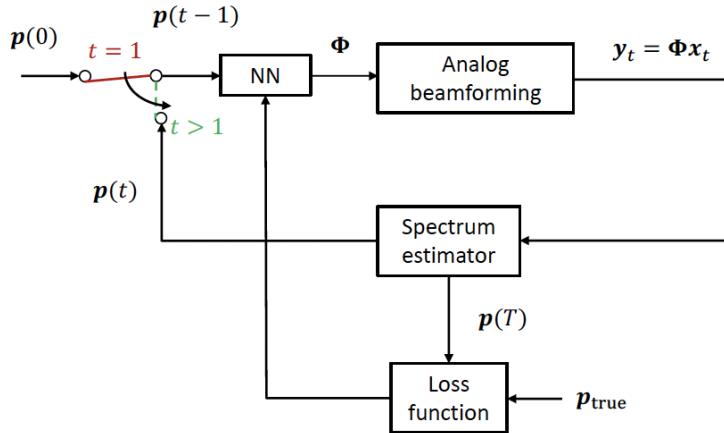 p(0)
t = 1
p(t − 1)
NN
Φ
Analog
beamforming
y_t = Φx_t
t > 1
p(t)
Spectrum
estimator
p(T)
Loss
function
p_true